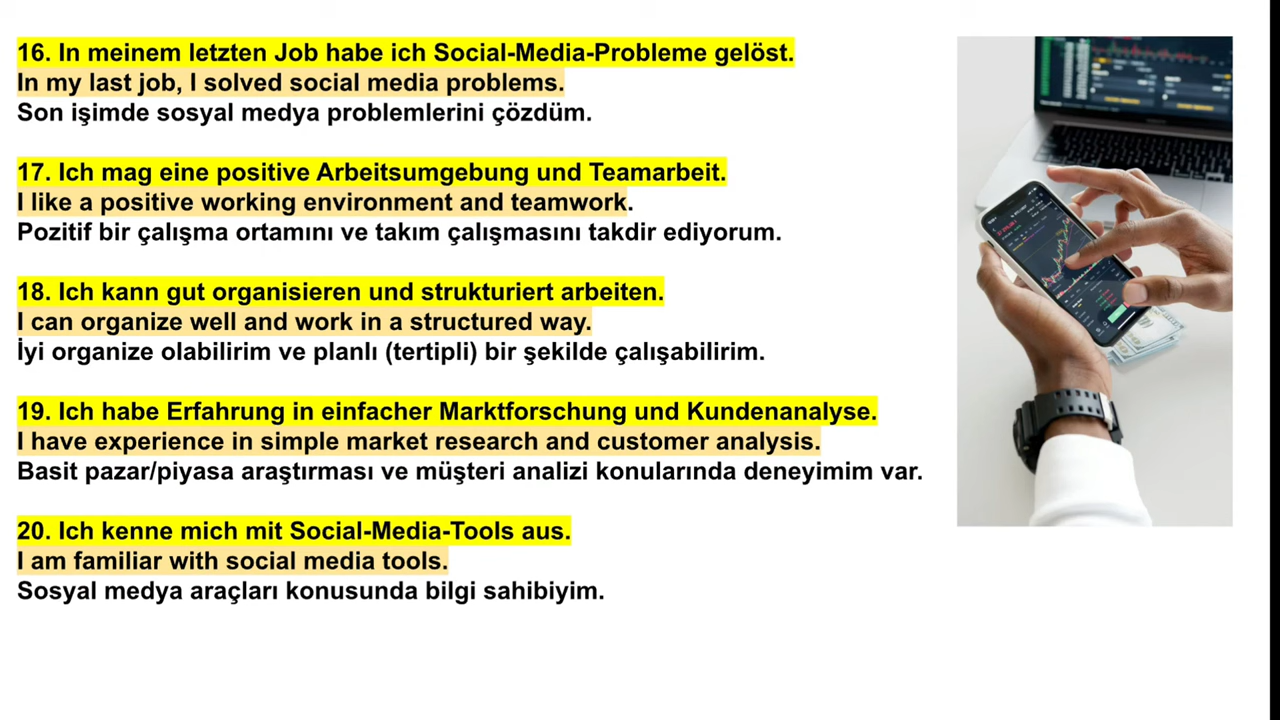 16. In meinem letzten Job habe ich Social-Media-Probleme gelöst.
In my last job, I solved social media problems.
Son işimde sosyal medya problemlerini çözdüm.
17. Ich mag eine positive Arbeitsumgebung und Teamarbeit.
I like a positive working environment and teamwork.
Pozitif bir çalışma ortamını ve takım çalışmasını takdir ediyorum.
18. Ich kann gut organisieren und strukturiert arbeiten.
I can organize well and work in a structured way.
İyi organize olabilirim ve planlı (tertipli) bir şekilde çalışabilirim.
19. Ich habe Erfahrung in einfacher Marktforschung und Kundenanalyse.
I have experience in simple market research and customer analysis.
Basit pazar/piyasa araştırması ve müşteri analizi konularında deneyimim var.
20. Ich kenne mich mit Social-Media-Tools aus.
I am familiar with social media tools.
Sosyal medya araçları konusunda bilgi sahibiyim.